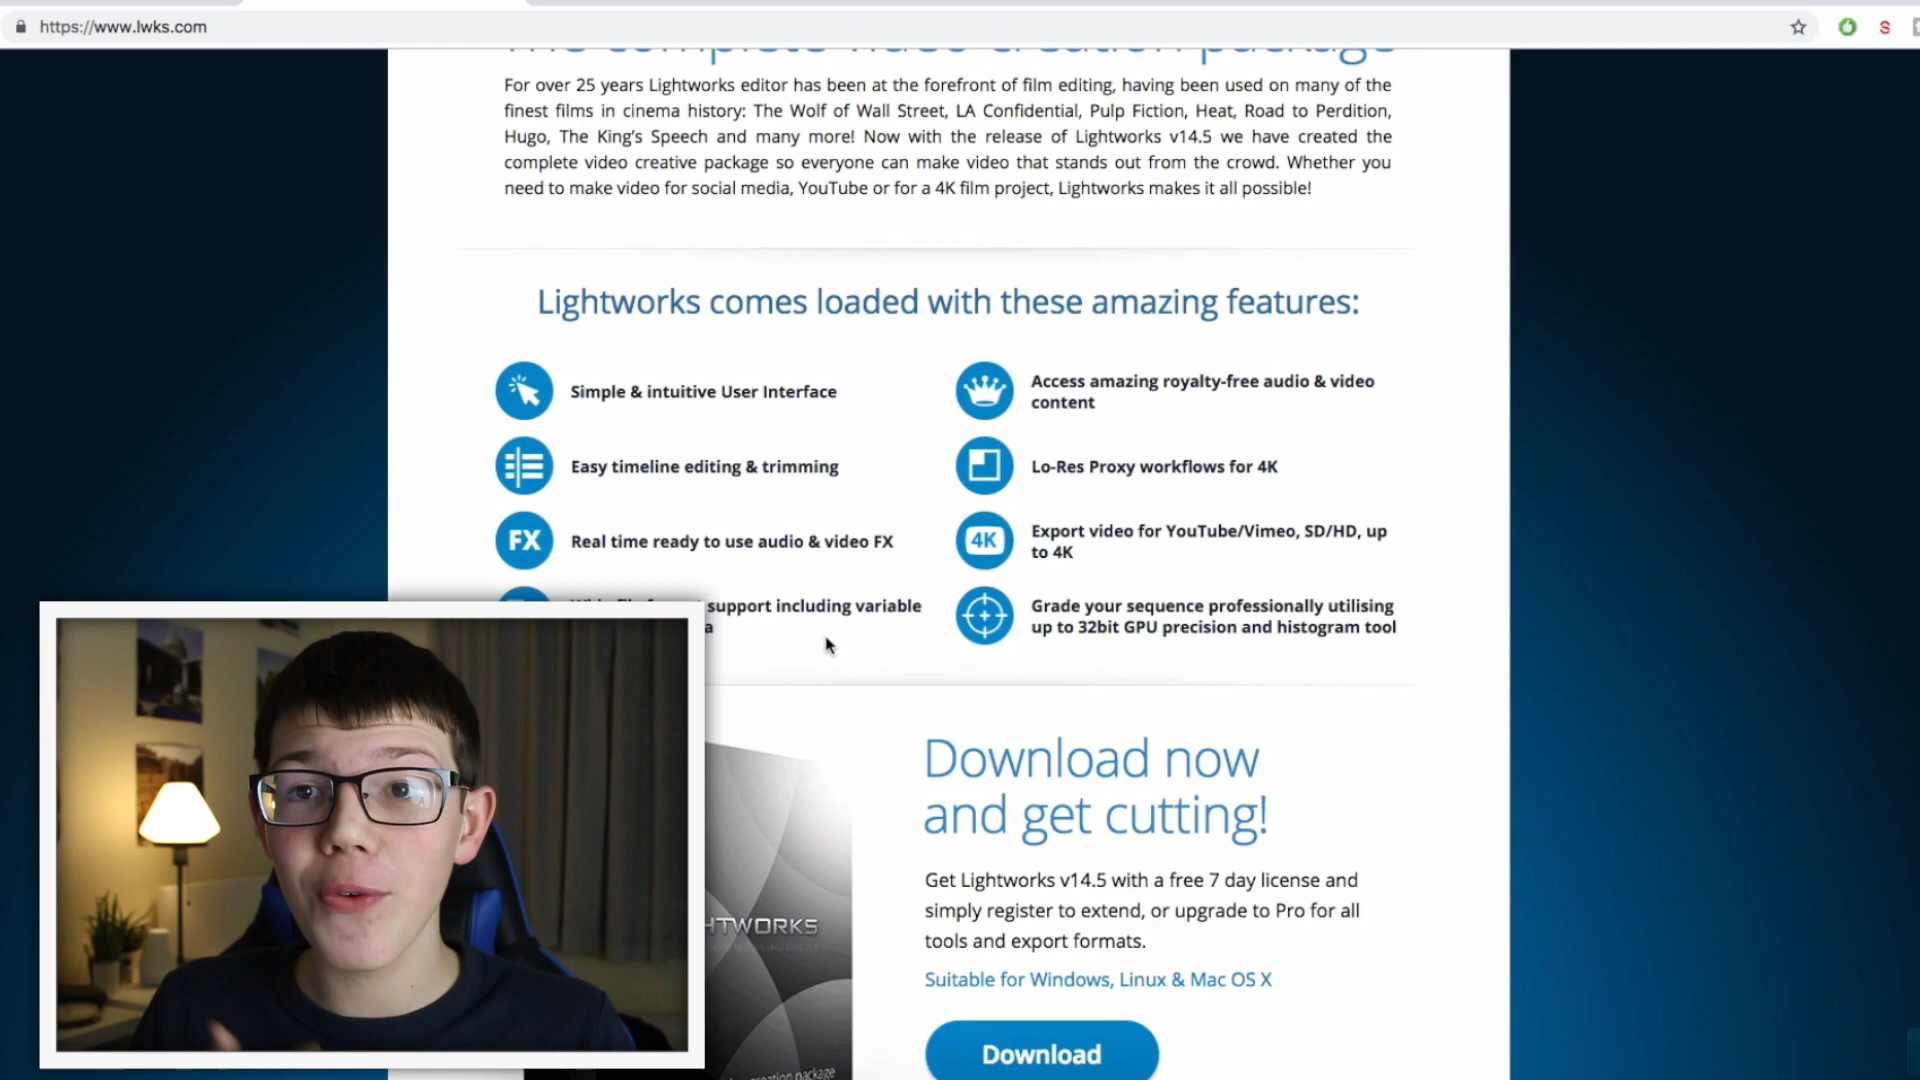 https://www.lwks.com
The complete video creation package
For over 25 years Lightworks editor has been at the forefront of film editing, having been used on many of the
finest films in cinema history: The Wolf of Wall Street, LA Confidential, Pulp Fiction, Heat, Road to Perdition,
Hugo, The King's Speech and many more! Now with the release of Lightworks v14.5 we have created the
complete video creative package so everyone can make video that stands out from the crowd. Whether you
need to make video for social media, YouTube or for a 4K film project, Lightworks makes it all possible!
Lightworks comes loaded with these amazing features:
Simple & intuitive User Interface
Access amazing royalty-free audio & video
content
Easy timeline editing & trimming
Lo-Res Proxy workflows for 4K
FX
Real time ready to use audio & video FX
4K
Export video for YouTube/Vimeo, SD/HD, up
to 4K
support including variable
Grade your sequence professionally utilising
up to 32bit GPU precision and histogram tool
Download now
and get cutting!
Get Lightworks v14.5 with a free 7 day license and
simply register to extend, or upgrade to Pro for all
tools and export formats.
Suitable for Windows, Linux & Mac OS X
Download
HTWORKS
creation package